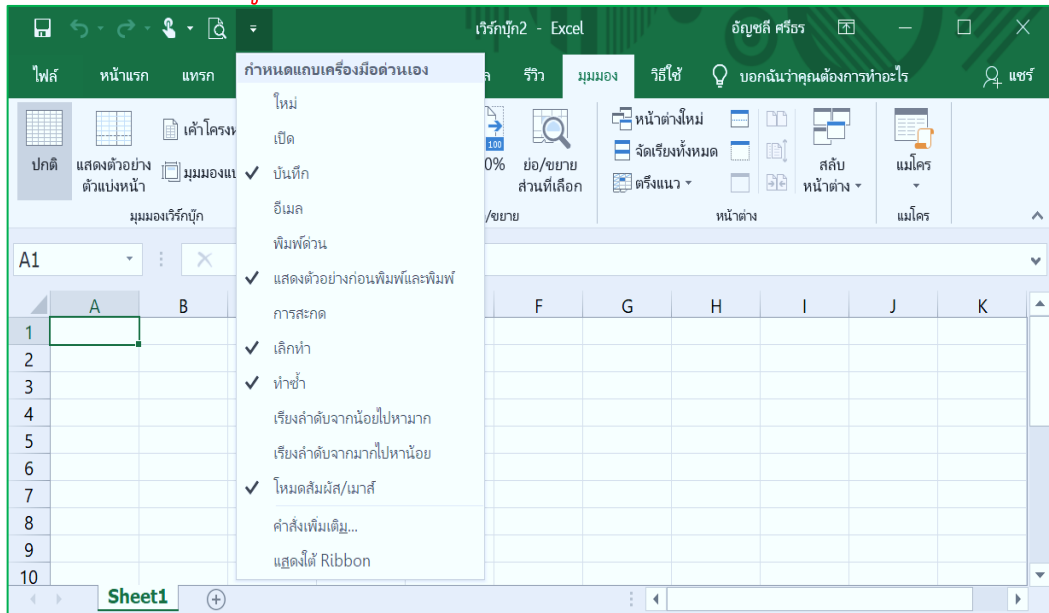 เวิร์กบุ๊ก2 - Excel
อัญชลี ศรีธร
ไฟล์ หน้าแรก แทรก
รีวิว มุมมอง วิธีใช้ บอกฉันว่าคุณต้องการทำอะไร แชร์
กำหนดแถบเครื่องมือด่วนเอง
ใหม่
เปิด
บันทึก
อีเมล
พิมพ์ด่วน
แสดงตัวอย่างก่อนพิมพ์และพิมพ์
การสะกด
เลิกทำ
ทำซ้ำ
เรียงลำดับจากน้อยไปหามาก
เรียงลำดับจากมากไปหาน้อย
โหมดสัมผัส/เมาส์
คำสั่งเพิ่มเติม...
แสดงใต้ Ribbon
ปกติ
แสดงตัวอย่าง
ตัวแบ่งหน้า
เค้าโครงห
มุมมองแบ
มุมมองเวิร์กบุ๊ก
100
0%
ย่อ/ขยาย
ส่วนที่เลือก
/ขยาย
หน้าต่างใหม่
จัดเรียงทั้งหมด
ตรึงแนว
สลับ
หน้าต่าง
หน้าต่าง
แมโคร
แมโคร
A1
A B F G H I J K
1
2
3
4
5
6
7
8
9
10
Sheet1